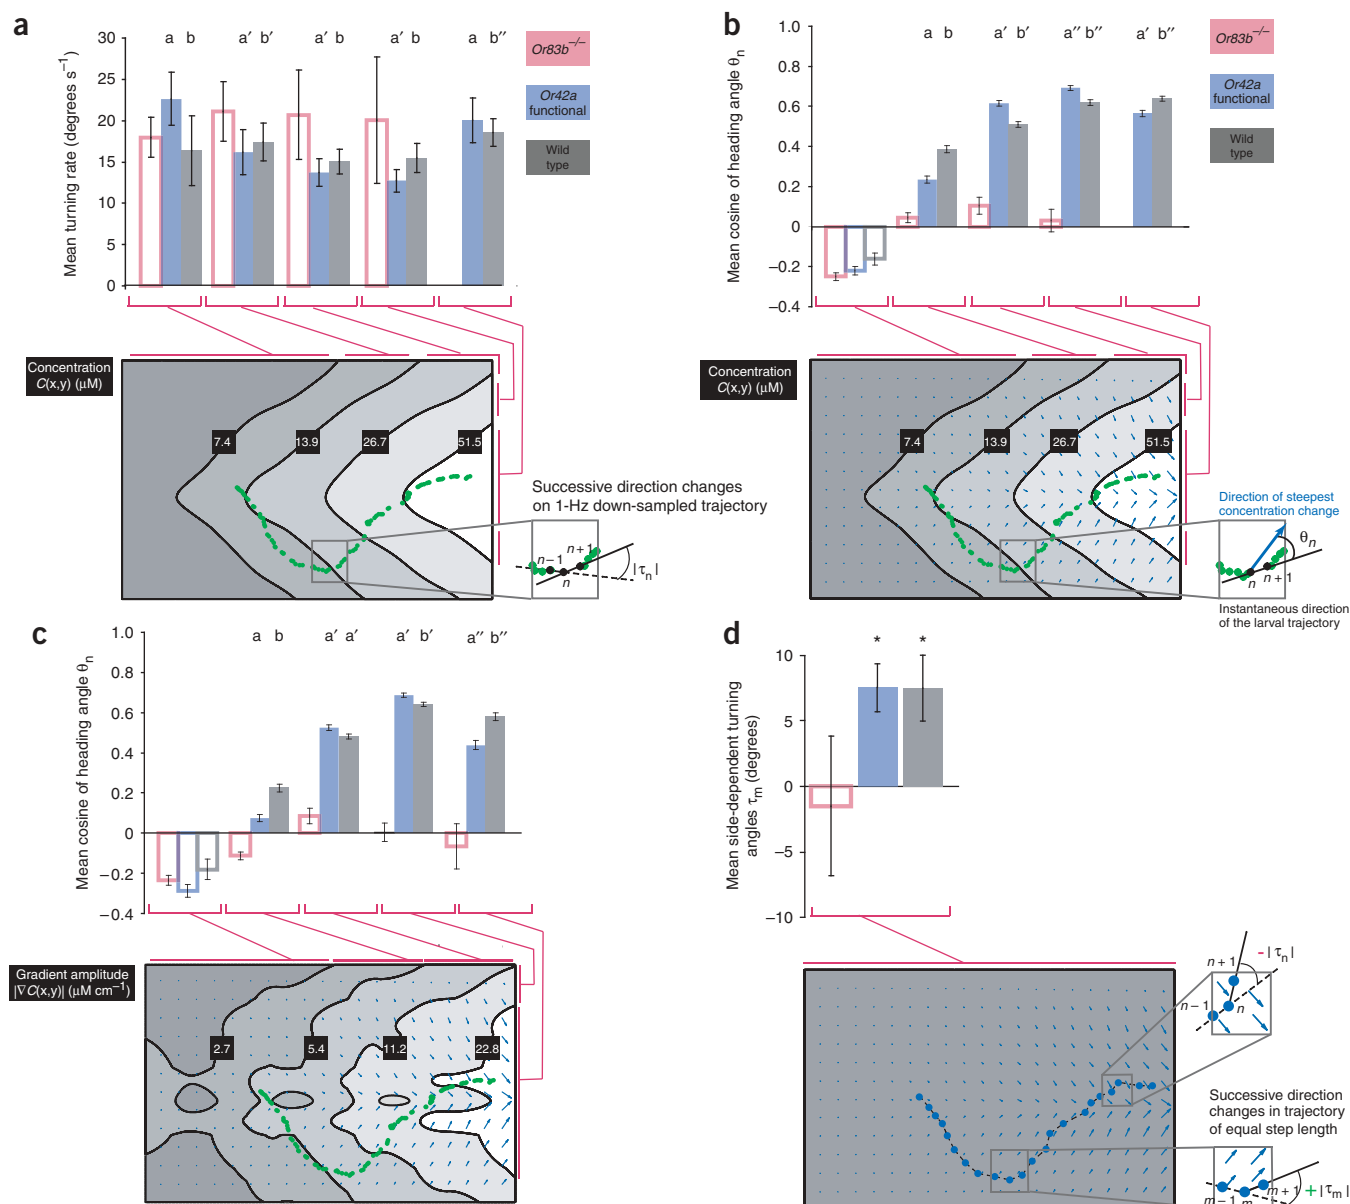 a
Mean turning rate (degrees s⁻¹)
30
25
20
15
10
5
0
a b
a′ b′
a′ b
a′ b
a b″
Or83b⁻/⁻
Or42a
functional
Wild
type
Concentration
C(x,y) (µM)
7.4
13.9
26.7
51.5
Successive direction changes
on 1-Hz down-sampled trajectory
n−1
n
n+1
|τn|
b
Mean cosine of heading angle θn
1.0
0.8
0.6
0.4
0.2
0
−0.2
−0.4
a b
a′ b′
a″ b″
a′ b″
Or83b⁻/⁻
Or42a
functional
Wild
type
Concentration
C(x,y) (µM)
7.4
13.9
26.7
51.5
Direction of steepest
concentration change
θn
n
n+1
Instantaneous direction
of the larval trajectory
c
Mean cosine of heading angle θn
1.0
0.8
0.6
0.4
0.2
0
−0.2
−0.4
a b
a′ a′
a′ b′
a″ b″
Gradient amplitude
|∇C(x,y)| (µM cm⁻¹)
2.7
5.4
11.2
22.8
d
Mean side-dependent turning
angles τm (degrees)
10
5
0
−5
−10
*
*
n+1
-|τn|
n−1
n
Successive direction
changes in trajectory
of equal step length
m−1
m
m+1
+|τm|